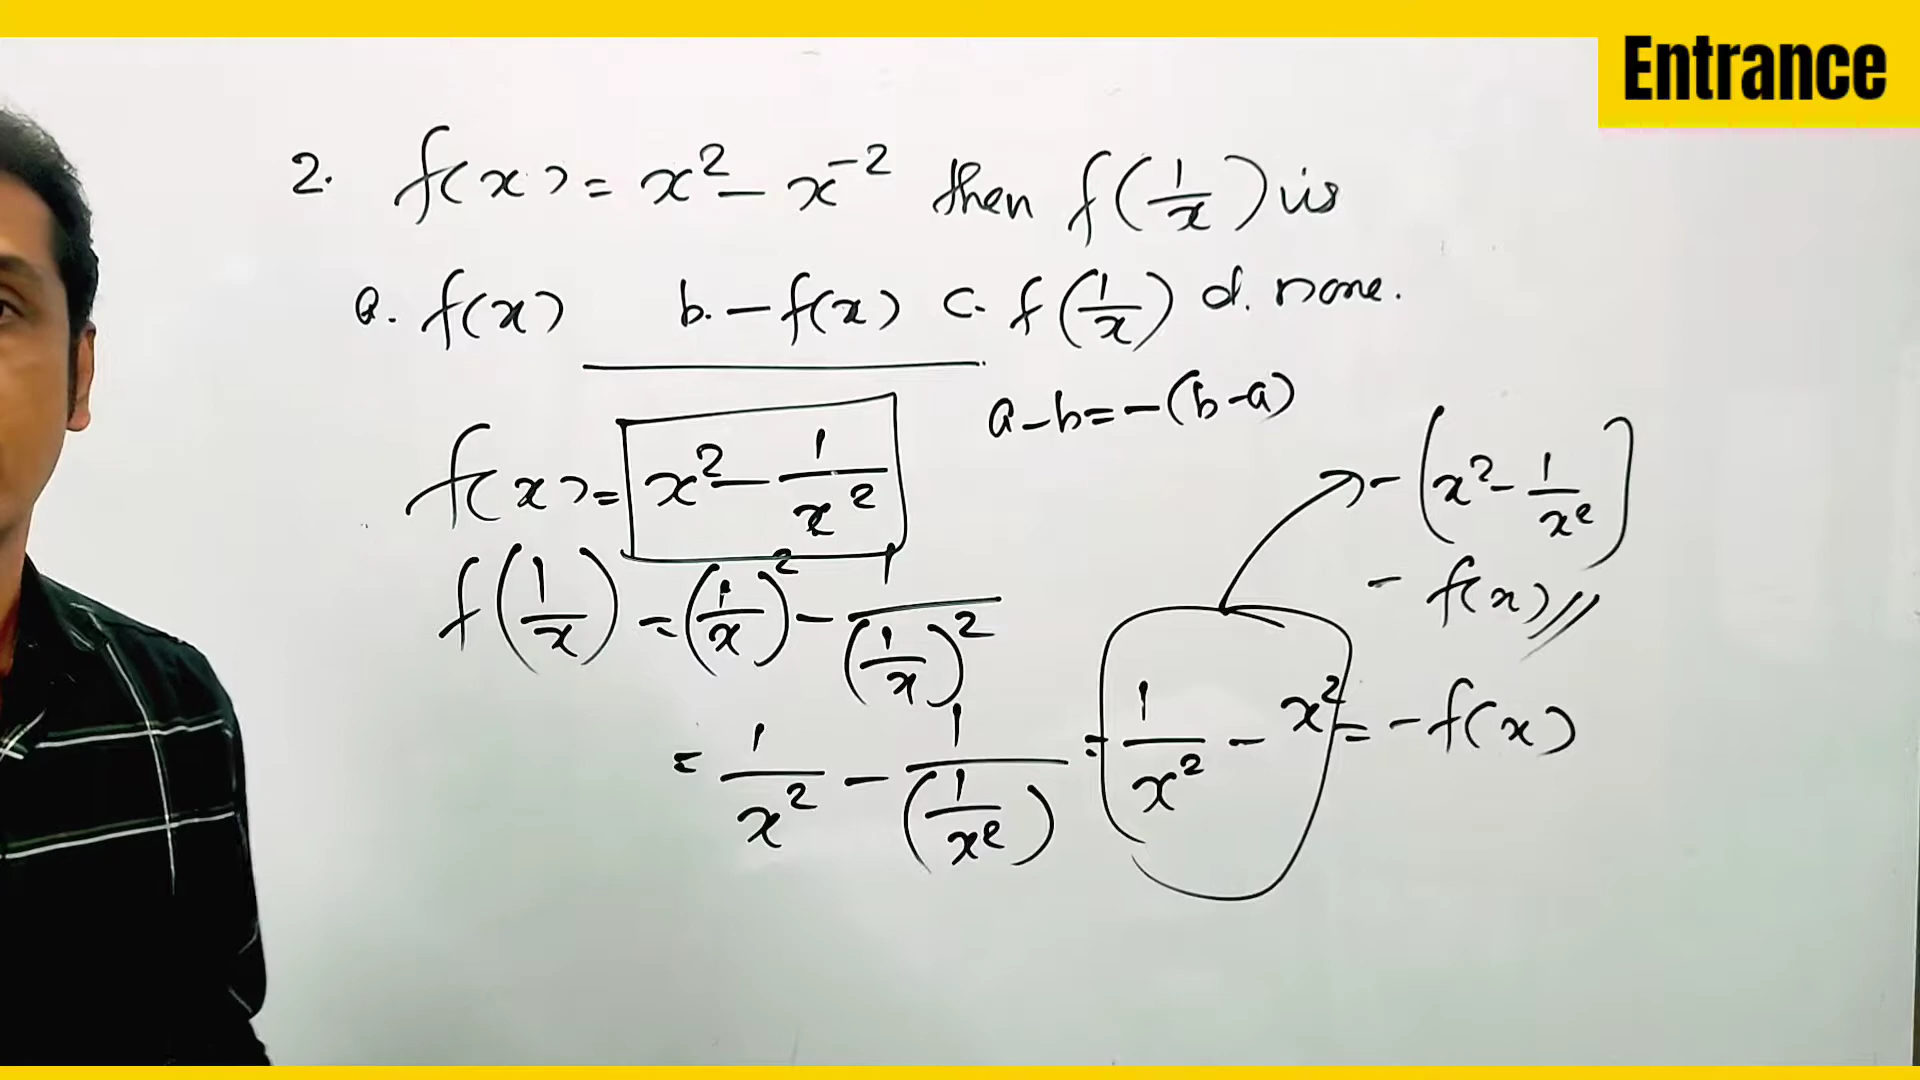 Entrance
2. f(x) = x² - x⁻² then f(1/x) is
a. f(x) b. -f(x) c. f(1/x) d. none.
a-b=-(b-a)
f(x)= x² - 1/x²
f(1/x) = (1/x)² - 1/(1/x)²
= 1/x² - 1/(1/x²) = 1/x² - x² = -f(x)
-(x² - 1/x²)
- f(x)//